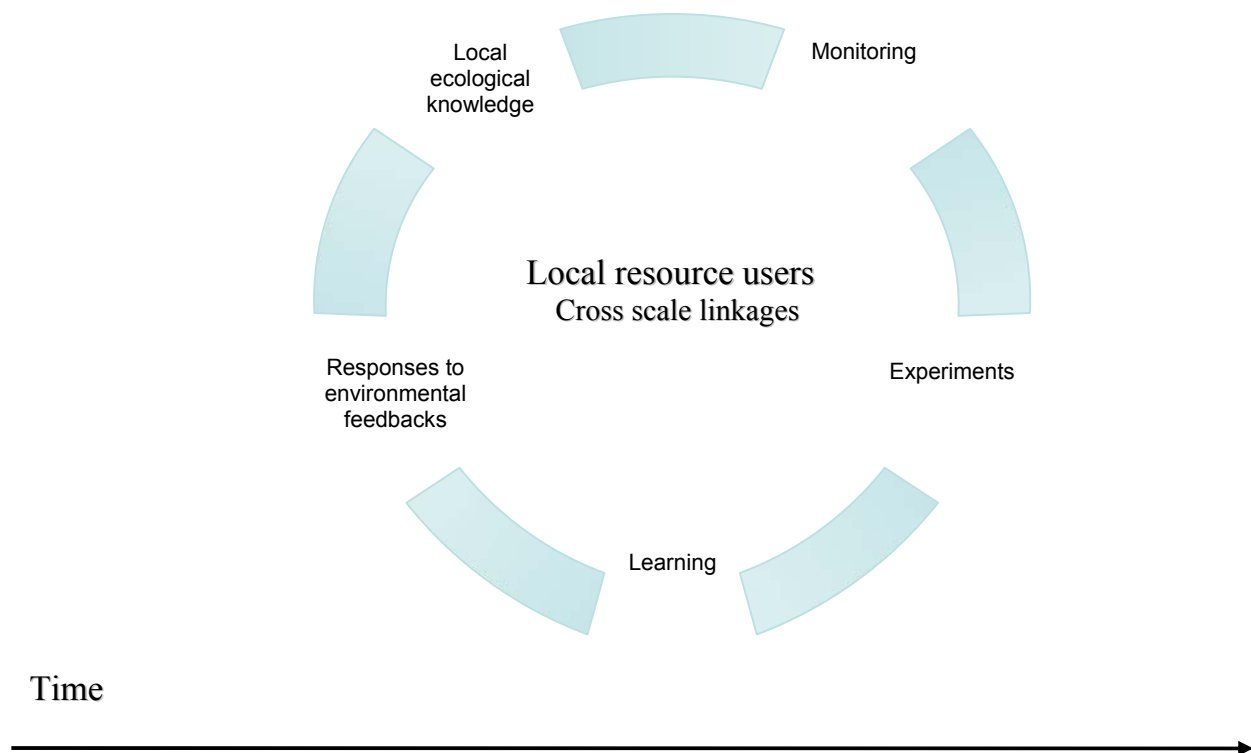 Local
ecological
knowledge
Monitoring
Local resource users
Cross scale linkages
Responses to
environmental
feedbacks
Experiments
Learning
Time